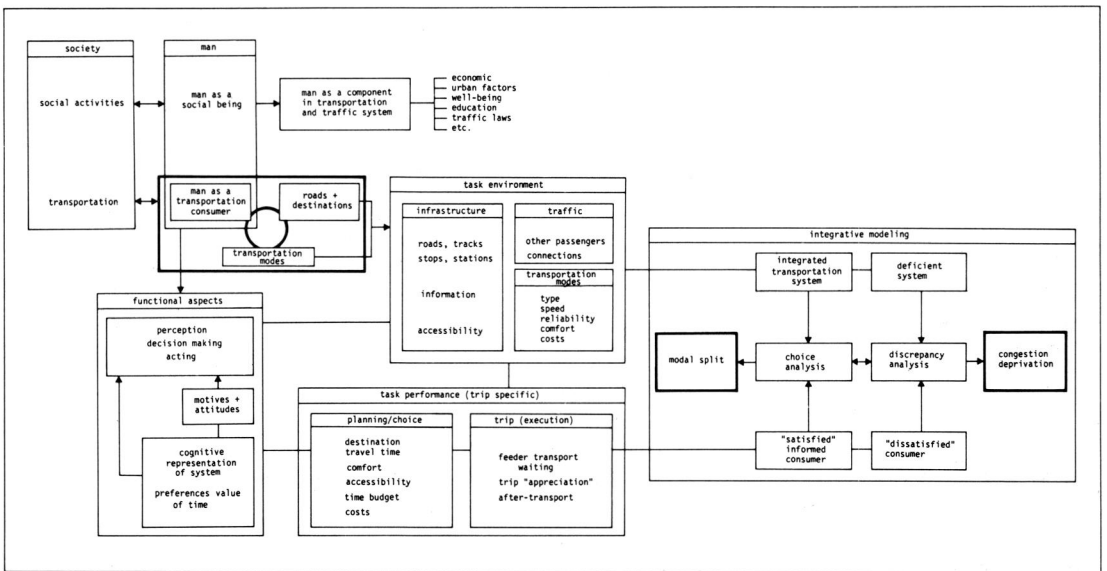 society
man
social activities
man as a
social being
man as a component
in transportation
and traffic system
economic
urban factors
well-being
education
traffic laws
etc.
transportation
man as a
transportation
consumer
roads +
destinations
transportation
modes
task environment
infrastructure
roads, tracks
stops, stations
information
accessibility
traffic
other passengers
connections
transportation
modes
type
speed
reliability
comfort
costs
functional aspects
perception
decision making
acting
motives +
attitudes
cognitive
representation
of system
preferences value
of time
task performance (trip specific)
planning/choice
destination
travel time
comfort
accessibility
time budget
costs
trip (execution)
feeder transport
waiting
trip "appreciation"
after-transport
integrative modeling
integrated
transportation
system
deficient
system
modal split
choice
analysis
discrepancy
analysis
congestion
deprivation
"satisfied"
informed
consumer
"dissatisfied"
consumer